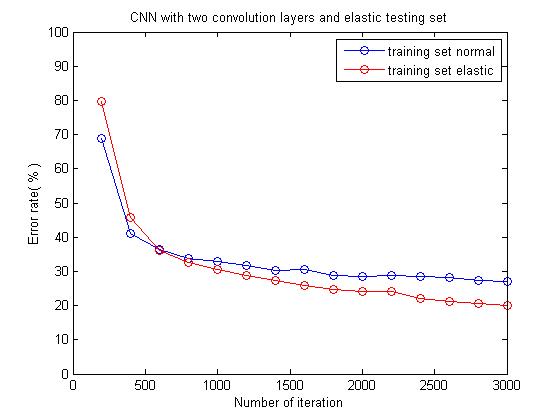 CNN with two convolution layers and elastic testing set
100
90
80
70
60
50
40
30
20
10
0
Error rate( % )
training set normal
training set elastic
0 500 1000 1500 2000 2500 3000
Number of iteration